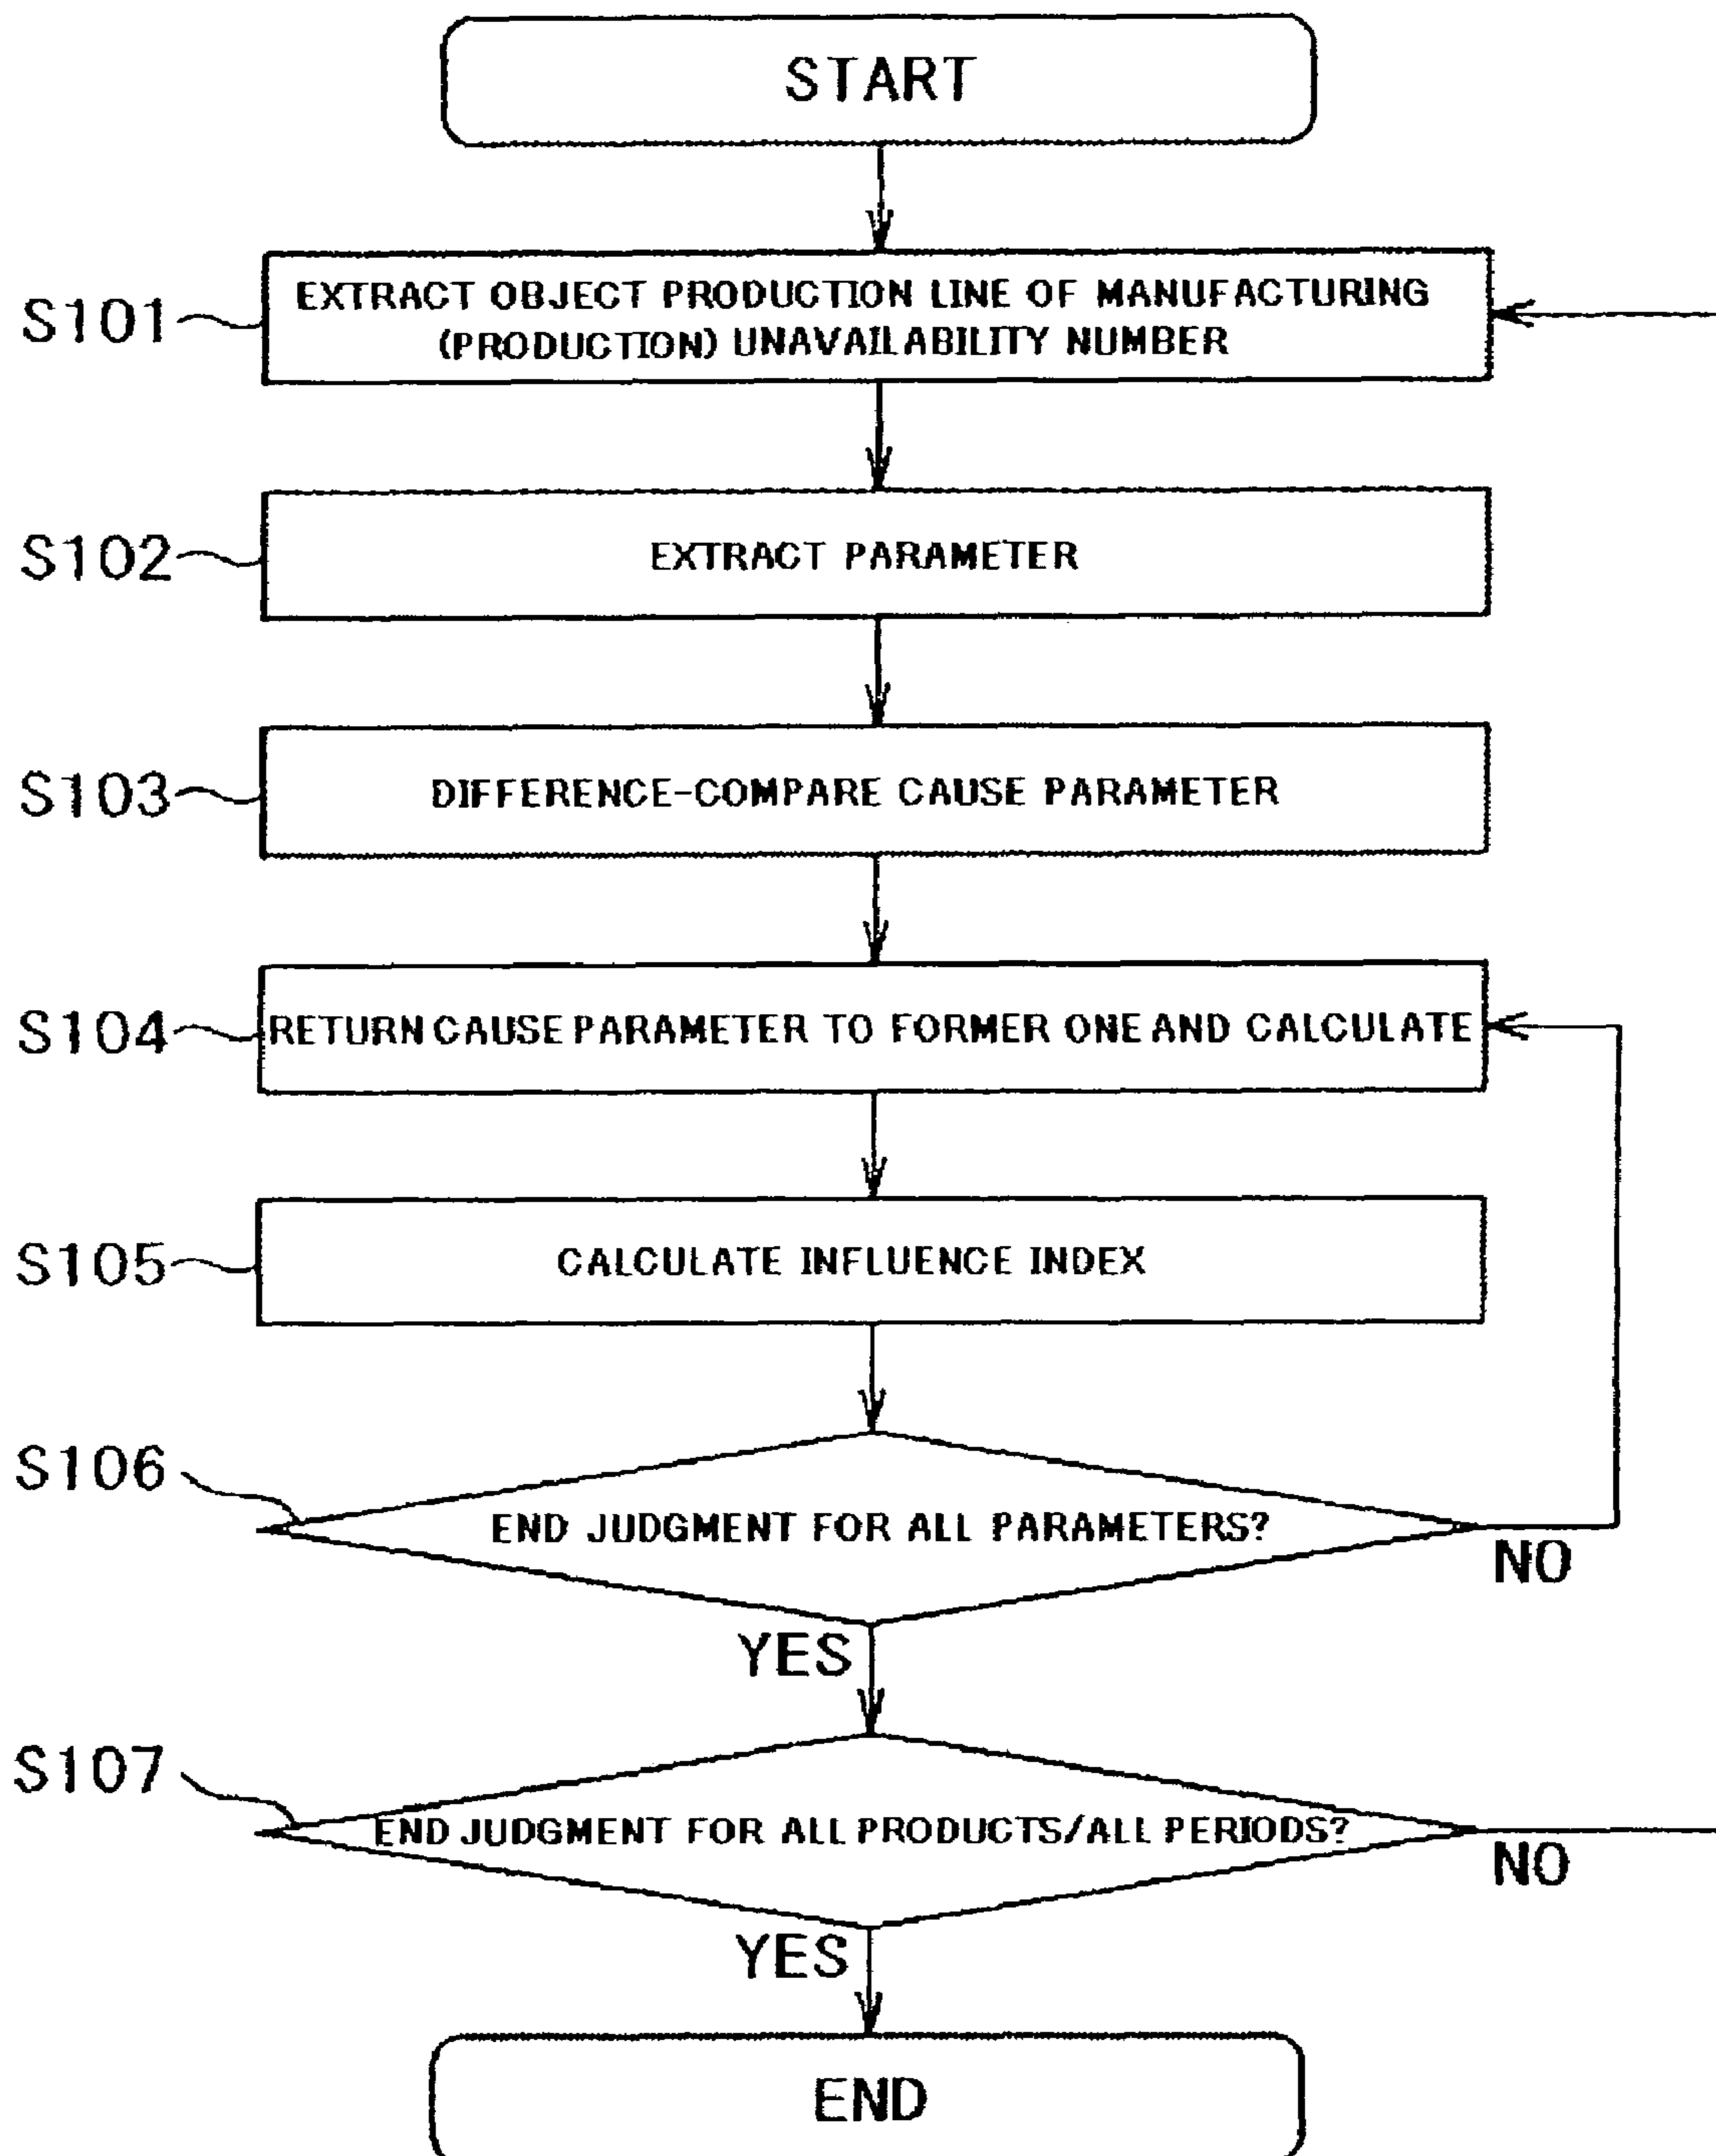 START
S101
EXTRACT OBJECT PRODUCTION LINE OF MANUFACTURING
(PRODUCTION) UNAVAILABILITY NUMBER
S102
EXTRACT PARAMETER
S103
DIFFERENCE-COMPARE CAUSE PARAMETER
S104
RETURN CAUSE PARAMETER TO FORMER ONE AND CALCULATE
S105
CALCULATE INFLUENCE INDEX
S106
END JUDGMENT FOR ALL PARAMETERS?
NO
YES
S107
END JUDGMENT FOR ALL PRODUCTS/ALL PERIODS?
NO
YES
END